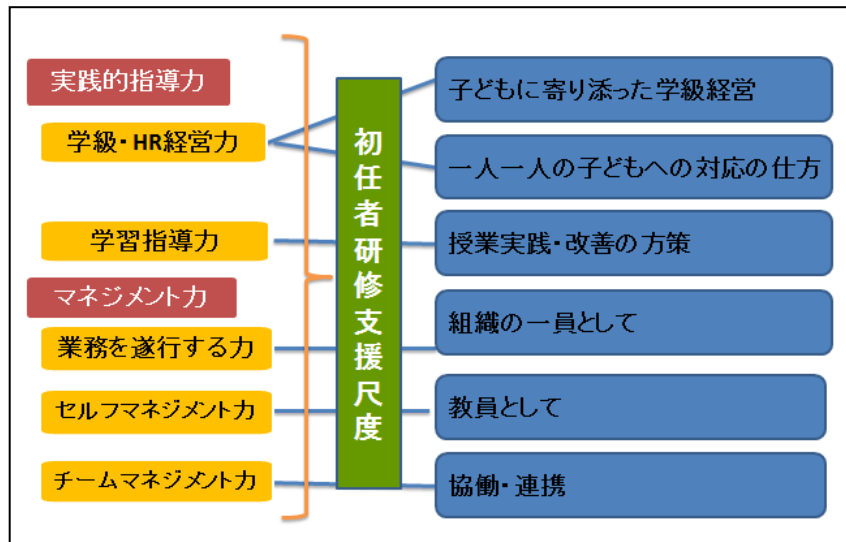 実践的指導力
学級・HR経営力
学習指導力
マネジメント力
業務を遂行する力
セルフマネジメント力
チームマネジメント力
初任者研修支援尺度
子どもに寄り添った学級経営
一人一人の子どもへの対応の仕方
授業実践・改善の方策
組織の一員として
教員として
協働・連携